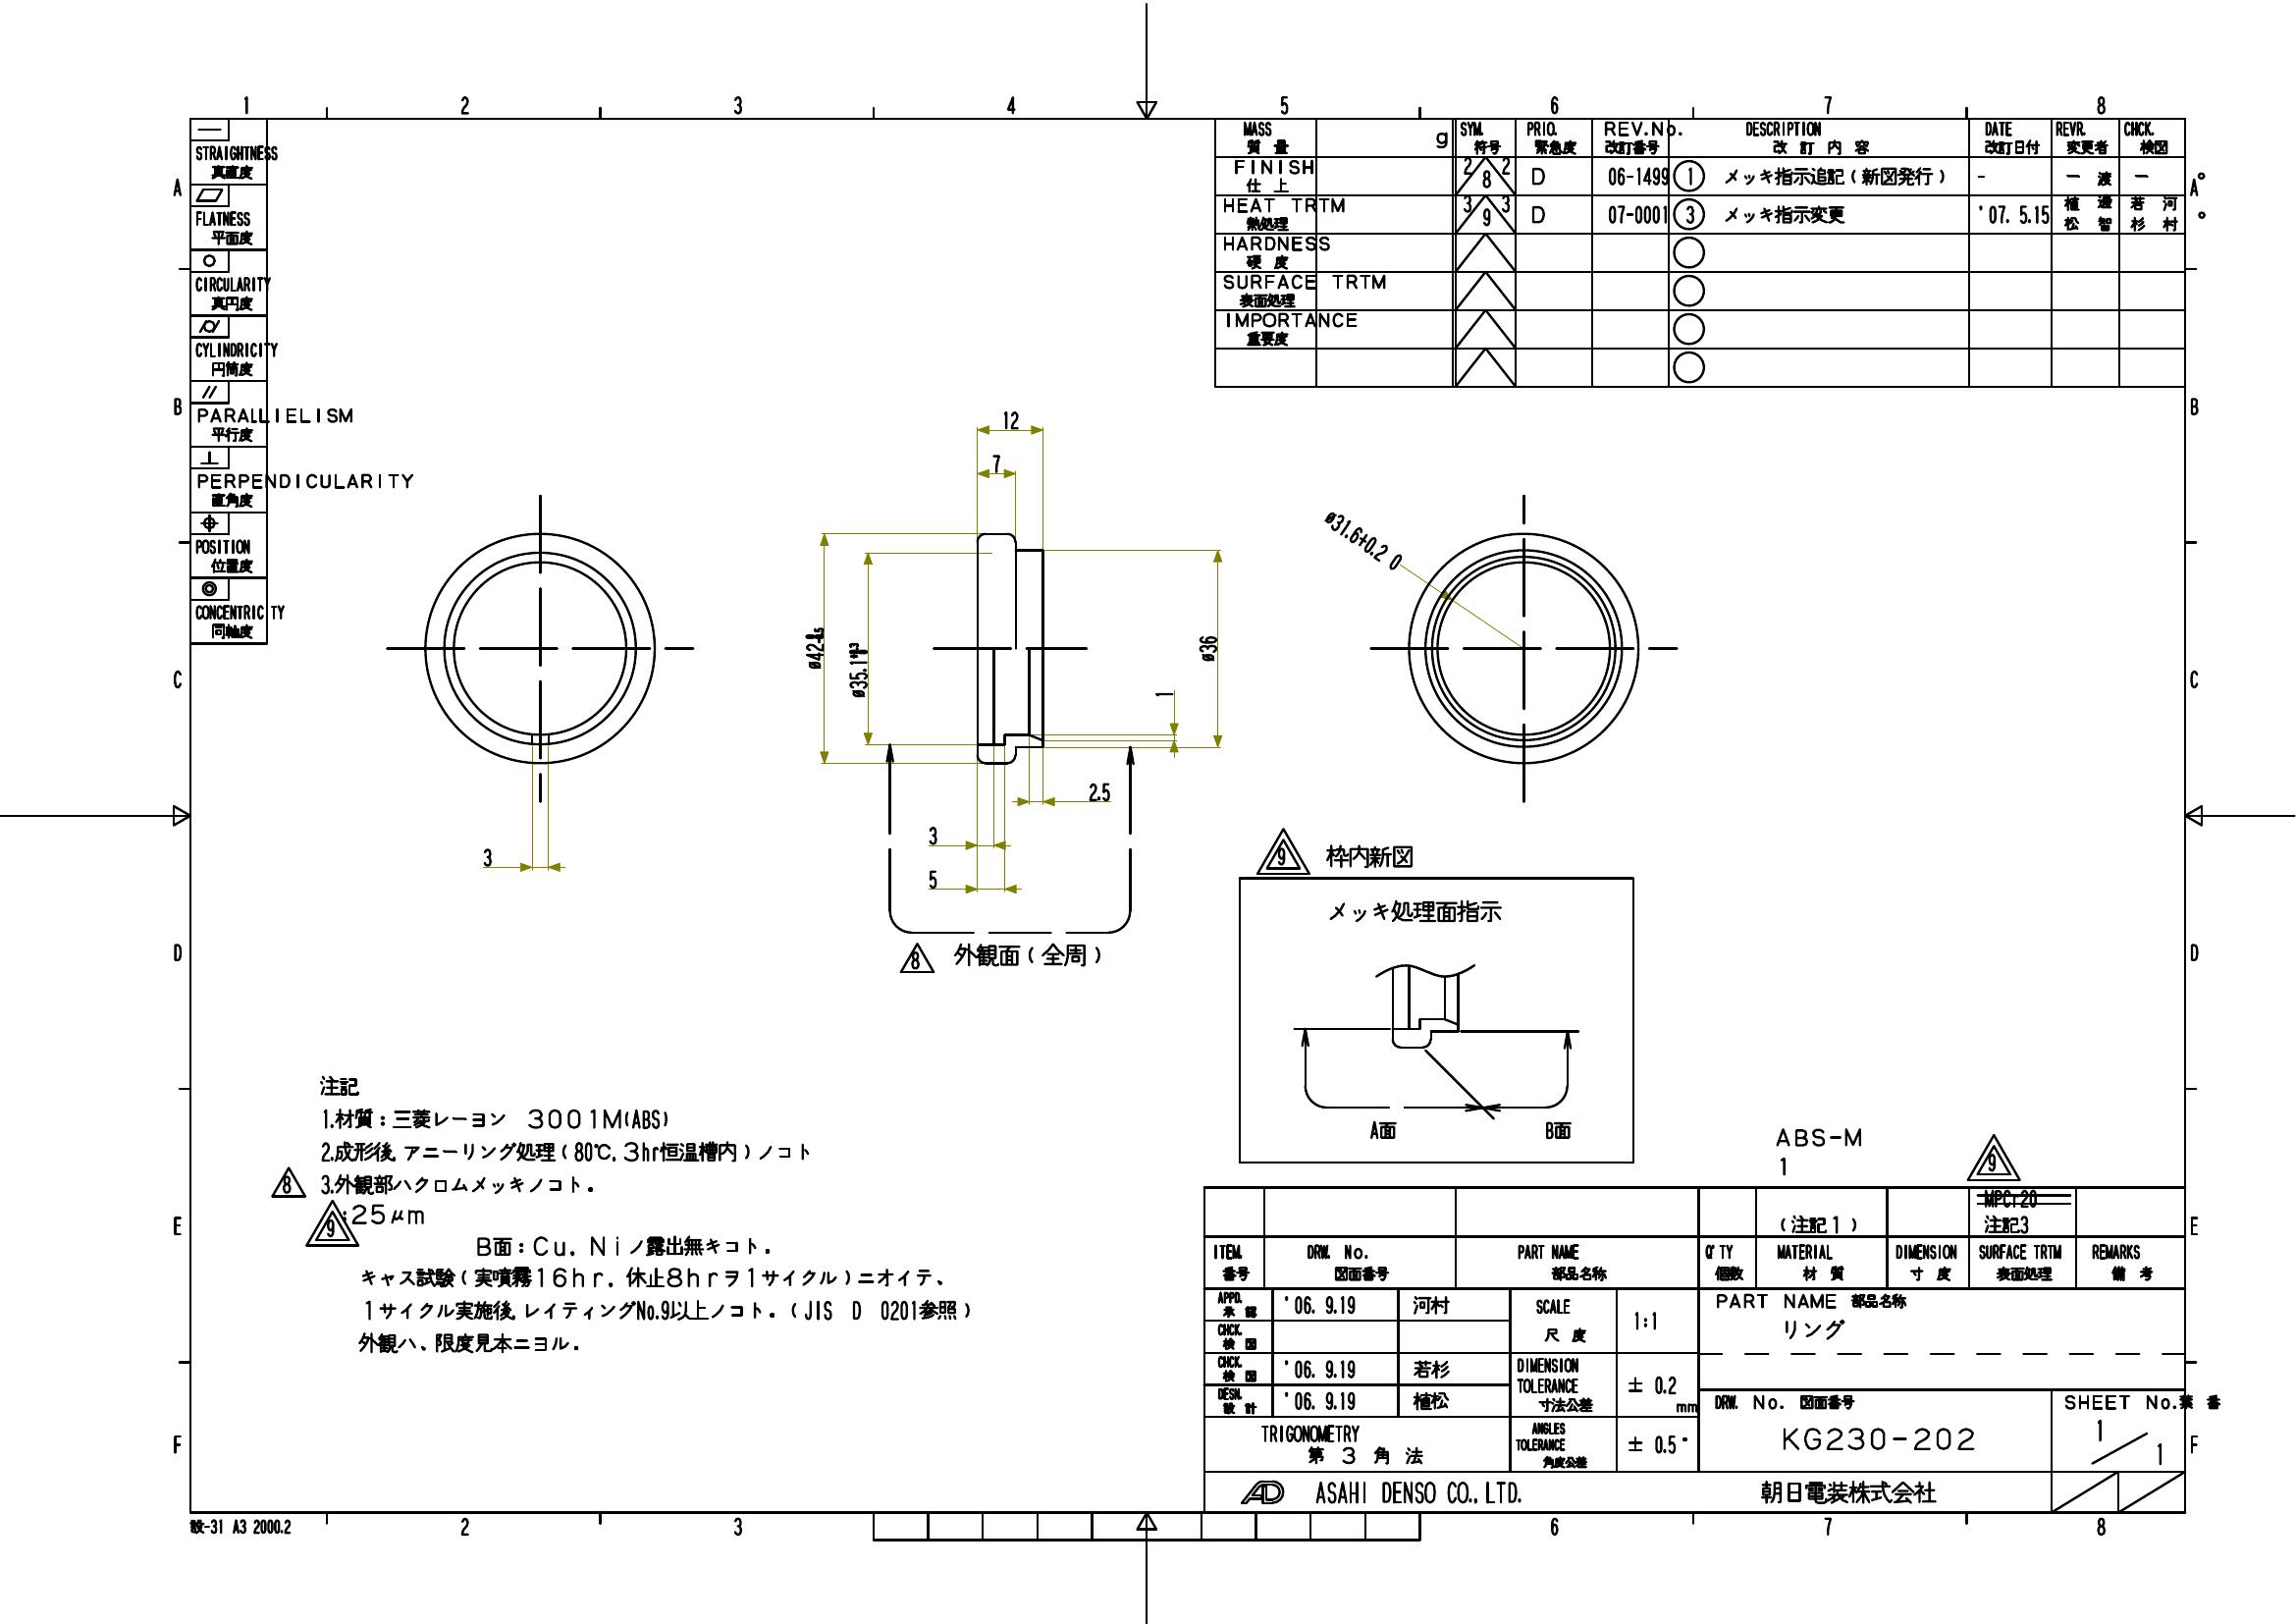 1 2 3 4 5 6 7 8
A
B
C
D
E
F
STRAIGHTNESS
真直度
FLATNESS
平面度
CIRCULARITY
真円度
CYLINDRICITY
円筒度
PARALLIELISM
平行度
PERPENDICULARITY
直角度
POSITION
位置度
CONCENTRIC TY
同軸度
MASS g SYM. PRIO. REV.No. DESCRIPTION DATE REVR. CHCK.
質 量 符号 緊急度 改訂番号 改 訂 内 容 改訂日付 変更者 検図
FINISH 2 8 2 D 06-1499 1 メッキ指示追記(新図発行) - 一 渡 一
仕 上
HEAT TRTM 3 9 3 D 07-0001 3 メッキ指示変更 '07. 5.15 植 邊 若 河
熱処理 松 智 杉 村
HARDNESS
硬 度
SURFACE TRTM
表面処理
IMPORTANCE
重要度
A°
°
B
C
D
E
F
12
7
ø42 0 -0.5
ø35.1 +0.3 0
ø36
1
2.5
3
5
3
ø31.6+0.2 0
8 外観面(全周)
9 枠内新図
メッキ処理面指示
A面 B面
注記
1.材質:三菱レーヨン 3001M(ABS)
2.成形後,アニーリング処理(80℃,3hr恒温槽内)ノコト
8 3.外観部ハクロムメッキノコト.
9 :25μm
B面:Cu,Niノ露出無キコト.
キャス試験(実噴霧16hr,休止8hrヲ1サイクル)ニオイテ、
1サイクル実施後,レイティングNo.9以上ノコト.(JIS D 0201参照)
外観ハ、限度見本ニヨル.
ABS-M
1
9
MPCr20
(注記1) 注記3
ITEM. DRW. No. PART NAME Q'TY MATERIAL DIMENSION SURFACE TRTM REMARKS
番号 図面番号 部品名称 個数 材 質 寸 度 表面処理 備 考
APPD. 承 認 '06. 9.19 河村
CHCK. 検 図
CHCK. 検 図 '06. 9.19 若杉
DESN. 設 計 '06. 9.19 植松
SCALE
尺 度
1:1
DIMENSION
TOLERANCE
寸法公差
± 0.2
mm
TRIGONOMETRY
第 3 角 法
ANGLES
TOLERANCE
角度公差
± 0.5°
PART NAME 部品名称
リング
DRW. No. 図面番号
KG230-202
SHEET No.葉 番
1
1
AD ASAHI DENSO CO.,LTD. 朝日電装株式会社
設-31 A3 2000.2
2 3 6 7 8